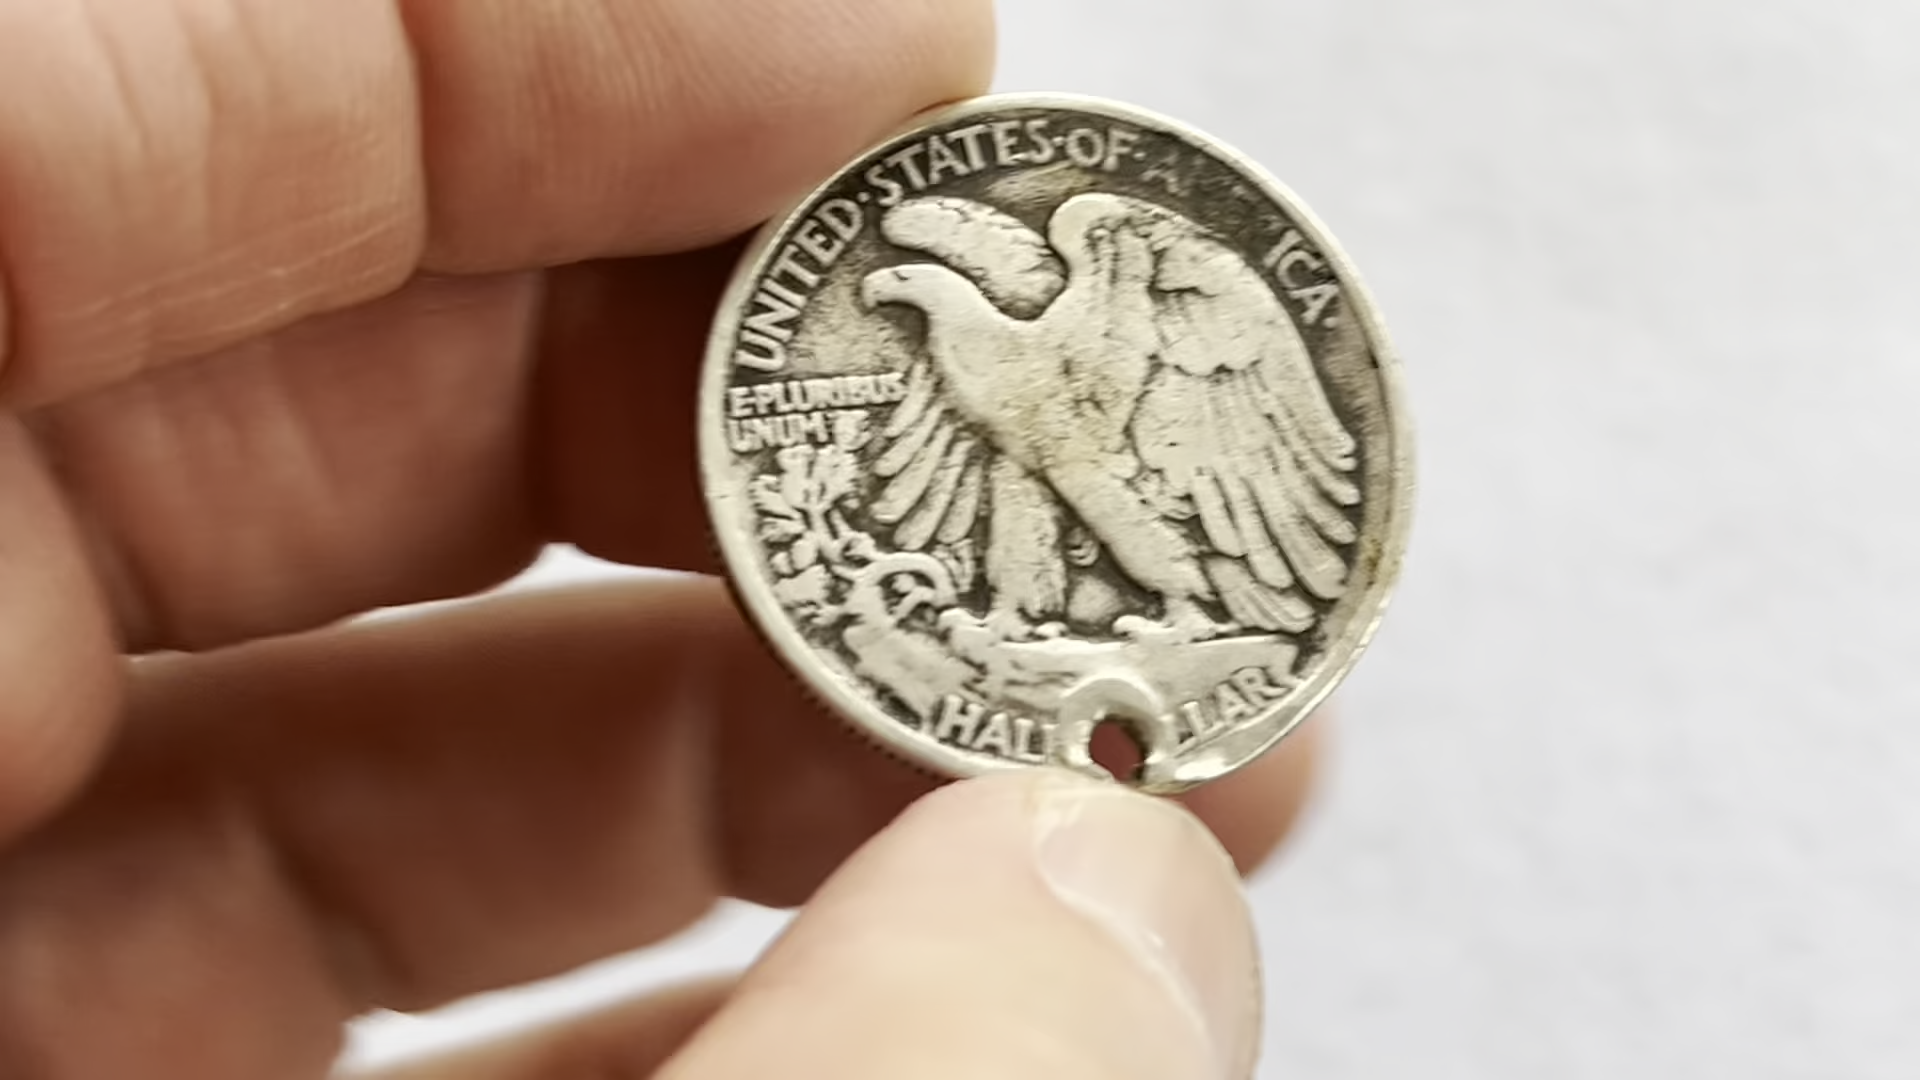 UNITED·STATES·OF·A ICA·
E·PLURIBUS
UNUM
HAL LLAR